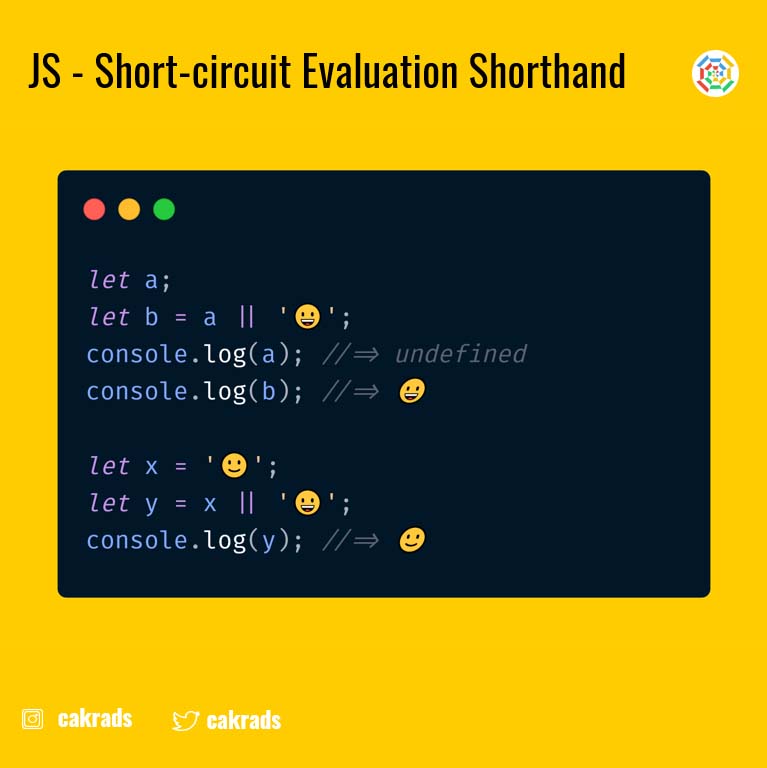 JS - Short-circuit Evaluation Shorthand
let a;
let b = a || '😀';
console.log(a); //=> undefined
console.log(b); //=> 😀
let x = '🙂';
let y = x || '😀';
console.log(y); //=> 🙂
cakrads cakrads